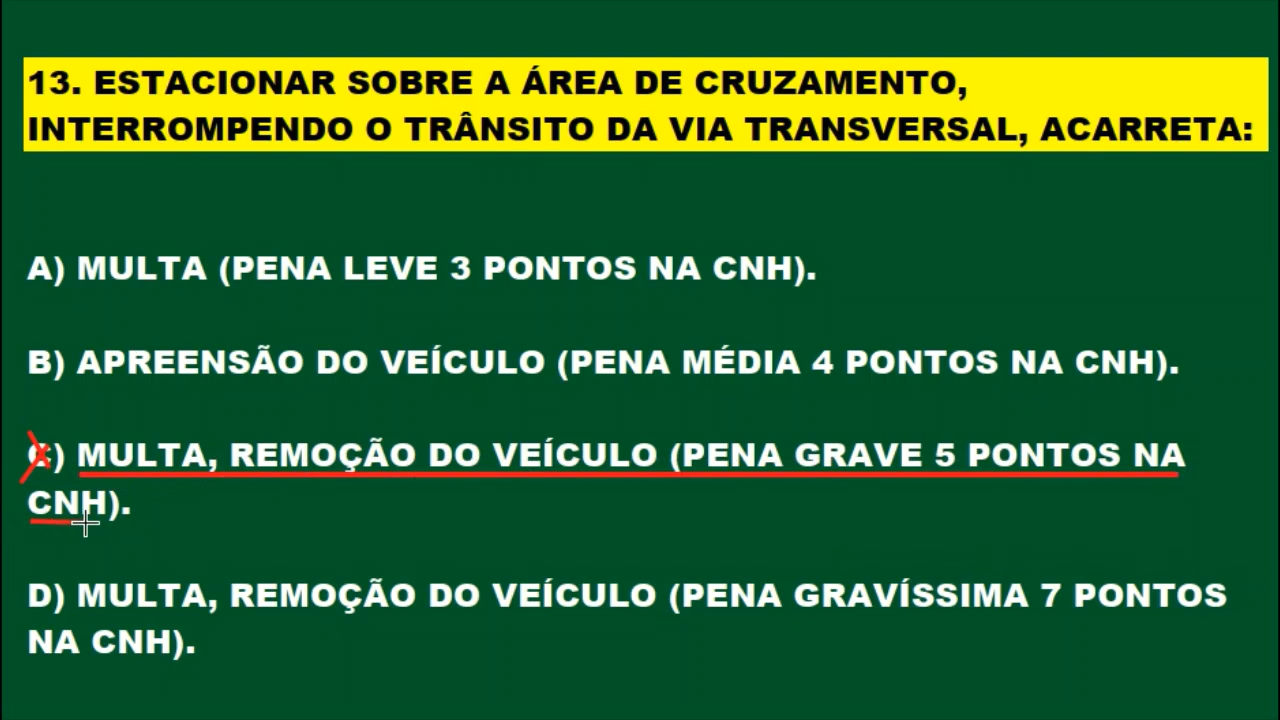 13. ESTACIONAR SOBRE A ÁREA DE CRUZAMENTO,
INTERROMPENDO O TRÂNSITO DA VIA TRANSVERSAL, ACARRETA:
A) MULTA (PENA LEVE 3 PONTOS NA CNH).
B) APREENSÃO DO VEÍCULO (PENA MÉDIA 4 PONTOS NA CNH).
C) MULTA, REMOÇÃO DO VEÍCULO (PENA GRAVE 5 PONTOS NA
CNH).
D) MULTA, REMOÇÃO DO VEÍCULO (PENA GRAVÍSSIMA 7 PONTOS
NA CNH).